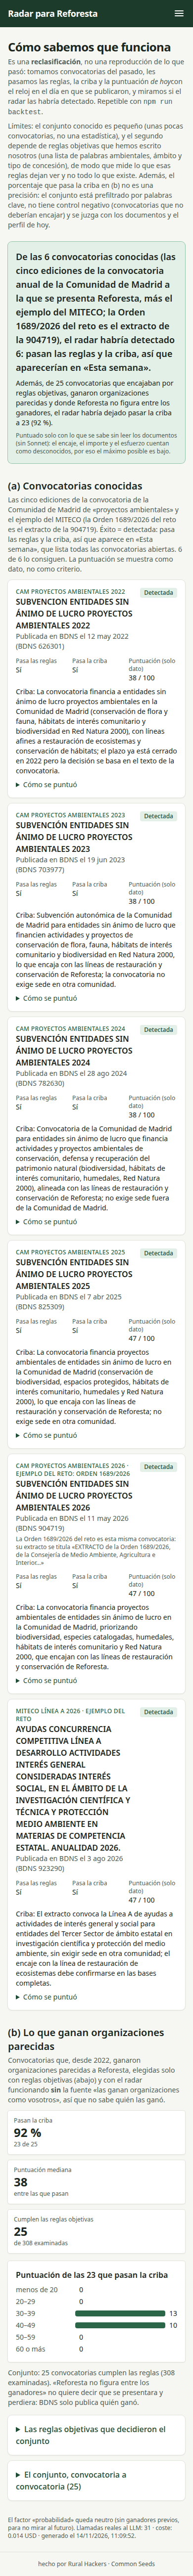 Radar para Reforesta
Cómo sabemos que funciona
Es una reclasificación, no una reproducción de lo que
pasó: tomamos convocatorias del pasado, les
pasamos las reglas, la criba y la puntuación de hoy con
el reloj en el día en que se publicaron, y miramos si el
radar las habría detectado. Repetible con npm run
backtest.
Límites: el conjunto conocido es pequeño (unas pocas
convocatorias, no una estadística), y el segundo
depende de reglas objetivas que hemos escrito
nosotros (una lista de palabras ambientales, ámbito y
tipo de concesión), de modo que mide lo que esas
reglas dejan ver y no todo lo que existe. Además, el
porcentaje que pasa la criba en (b) no es una
precisión: el conjunto está prefiltrado por palabras
clave, no tiene control negativo (convocatorias que no
deberían encajar) y se juzga con los documentos y el
perfil de hoy.
De las 6 convocatorias conocidas (las
cinco ediciones de la convocatoria
anual de la Comunidad de Madrid a
la que se presenta Reforesta, más el
ejemplo del MITECO; la Orden
1689/2026 del reto es el extracto de
la 904719), el radar habría detectado
6: pasan las reglas y la criba, así que
aparecerían en «Esta semana».
Además, de 25 convocatorias que encajaban por
reglas objetivas, ganaron organizaciones
parecidas y donde Reforesta no figura entre los
ganadores, el radar habría dejado pasar la criba
a 23 (92 %).
Puntuado solo con lo que se sabe sin leer los documentos
(sin Sonnet): el encaje, el importe y el esfuerzo cuentan
como desconocidos, por eso el máximo posible es bajo.
(a) Convocatorias conocidas
Las cinco ediciones de la convocatoria de la
Comunidad de Madrid de «proyectos ambientales» y
el ejemplo del MITECO (la Orden 1689/2026 del reto
es el extracto de la 904719). Éxito = detectada: pasa
las reglas y la criba, así que aparece en «Esta
semana», que lista todas las convocatorias abiertas. 6
de 6 lo consiguen. La puntuación se muestra como
dato, no como criterio.
CAM PROYECTOS AMBIENTALES 2022
Detectada
SUBVENCION ENTIDADES SIN
ÁNIMO DE LUCRO PROYECTOS
AMBIENTALES 2022
Publicada en BDNS el 12 may 2022
(BDNS 626301)
Pasa las reglas
Sí
Pasa la criba
Sí
Puntuación (solo
dato)
38 / 100
Criba: La convocatoria financia a entidades sin
ánimo de lucro proyectos ambientales en la
Comunidad de Madrid (conservación de flora y
fauna, hábitats de interés comunitario y
biodiversidad en Red Natura 2000), con líneas
afines a restauración de ecosistemas y
conservación de hábitats; el plazo ya está cerrado
en 2022 pero la decisión se basa en el texto de la
convocatoria.
Cómo se puntuó
CAM PROYECTOS AMBIENTALES 2023
Detectada
SUBVENCIÓN ENTIDADES SIN
ÁNIMO DE LUCRO PROYECTOS
AMBIENTALES 2023
Publicada en BDNS el 19 jun 2023
(BDNS 703977)
Pasa las reglas
Sí
Pasa la criba
Sí
Puntuación (solo
dato)
38 / 100
Criba: Subvención autonómica de la Comunidad
de Madrid para entidades sin ánimo de lucro que
financien actividades y proyectos de
conservación de flora, fauna, hábitats de interés
comunitario y biodiversidad en Red Natura 2000,
lo que encaja con las líneas de restauración y
conservación de Reforesta; la convocatoria no
exige sede en otra comunidad.
Cómo se puntuó
CAM PROYECTOS AMBIENTALES 2024
Detectada
SUBVENCIÓN ENTIDADES SIN
ÁNIMO DE LUCRO PROYECTOS
AMBIENTALES 2024
Publicada en BDNS el 28 ago 2024
(BDNS 782630)
Pasa las reglas
Sí
Pasa la criba
Sí
Puntuación (solo
dato)
38 / 100
Criba: Convocatoria de la Comunidad de Madrid
para entidades sin ánimo de lucro que financia
actividades y proyectos ambientales de
conservación, defensa y recuperación del
patrimonio natural (biodiversidad, hábitats de
interés comunitario, humedales, Red Natura
2000), alineada con las líneas de restauración y
conservación de Reforesta; no exige sede fuera
de la Comunidad de Madrid.
Cómo se puntuó
CAM PROYECTOS AMBIENTALES 2025
Detectada
SUBVENCIÓN ENTIDADES SIN
ÁNIMO DE LUCRO PROYECTOS
AMBIENTALES 2025
Publicada en BDNS el 7 abr 2025
(BDNS 825309)
Pasa las reglas
Sí
Pasa la criba
Sí
Puntuación (solo
dato)
47 / 100
Criba: La convocatoria financia proyectos
ambientales de entidades sin ánimo de lucro en
la Comunidad de Madrid (conservación de
biodiversidad, espacios protegidos, hábitats de
interés comunitario, humedales y Red Natura
2000), lo que encaja con las líneas de
restauración y conservación de Reforesta; no
exige sede en otra comunidad.
Cómo se puntuó
CAM PROYECTOS AMBIENTALES 2026 ·
EJEMPLO DEL RETO: ORDEN 1689/2026
Detectada
SUBVENCIÓN ENTIDADES SIN
ÁNIMO DE LUCRO PROYECTOS
AMBIENTALES 2026
Publicada en BDNS el 11 may 2026
(BDNS 904719)
La Orden 1689/2026 del reto es esta misma convocatoria:
su extracto se titula «EXTRACTO de la Orden 1689/2026,
de la Consejería de Medio Ambiente, Agricultura e
Interior...»
Pasa las reglas
Sí
Pasa la criba
Sí
Puntuación (solo
dato)
47 / 100
Criba: La convocatoria financia proyectos
ambientales de entidades sin ánimo de lucro en
la Comunidad de Madrid, priorizando
biodiversidad, especies catalogadas, humedales,
hábitats de interés comunitario y Red Natura
2000, que encajan con las líneas de restauración
y conservación de Reforesta.
Cómo se puntuó
MITECO LÍNEA A 2026 · EJEMPLO DEL
RETO
Detectada
AYUDAS CONCURRENCIA
COMPETITIVA LÍNEA A
DESARROLLO ACTIVIDADES
INTERÉS GENERAL
CONSIDERADAS INTERÉS
SOCIAL, EN EL ÁMBITO DE LA
INVESTIGACIÓN CIENTÍFICA Y
TÉCNICA Y PROTECCIÓN
MEDIO AMBIENTE EN
MATERIAS DE COMPETENCIA
ESTATAL. ANUALIDAD 2026.
Publicada en BDNS el 3 ago 2026
(BDNS 923290)
Pasa las reglas
Sí
Pasa la criba
Sí
Puntuación (solo
dato)
47 / 100
Criba: El extracto convoca la Línea A de ayudas a
actividades de interés general y social para
entidades del Tercer Sector de ámbito estatal en
investigación científica y protección del medio
ambiente, sin exigir sede en otra comunidad; el
encaje con la línea de restauración de
ecosistemas debe confirmarse en las bases
completas.
Cómo se puntuó
(b) Lo que ganan organizaciones
parecidas
Convocatorias que, desde 2022, ganaron
organizaciones parecidas a Reforesta, elegidas solo
con reglas objetivas (abajo) y con el radar
funcionando sin la fuente «las ganan organizaciones
como vosotros», así que no sabe quién las ganó.
Pasan la criba
92 %
23 de 25
Puntuación mediana
38
entre las que pasan
Cumplen las reglas objetivas
25
de 308 examinadas
Puntuación de las 23 que pasan la criba
menos de 20 0
20–29 0
30–39 13
40–49 10
50–59 0
60 o más 0
Conjunto: 25 convocatorias cumplen las reglas (308
examinadas). «Reforesta no figura entre los
ganadores» no quiere decir que se presentara y
perdiera: BDNS solo publica quién ganó.
Las reglas objetivas que decidieron el
conjunto
El conjunto, convocatoria a
convocatoria (25)
El factor «probabilidad» queda neutro (sin ganadores previos,
para no mirar al futuro). Llamadas reales al LLM: 31 · coste:
0.014 USD · generado el 14/11/2026, 11:09:52.
hecho por Rural Hackers · Common Seeds